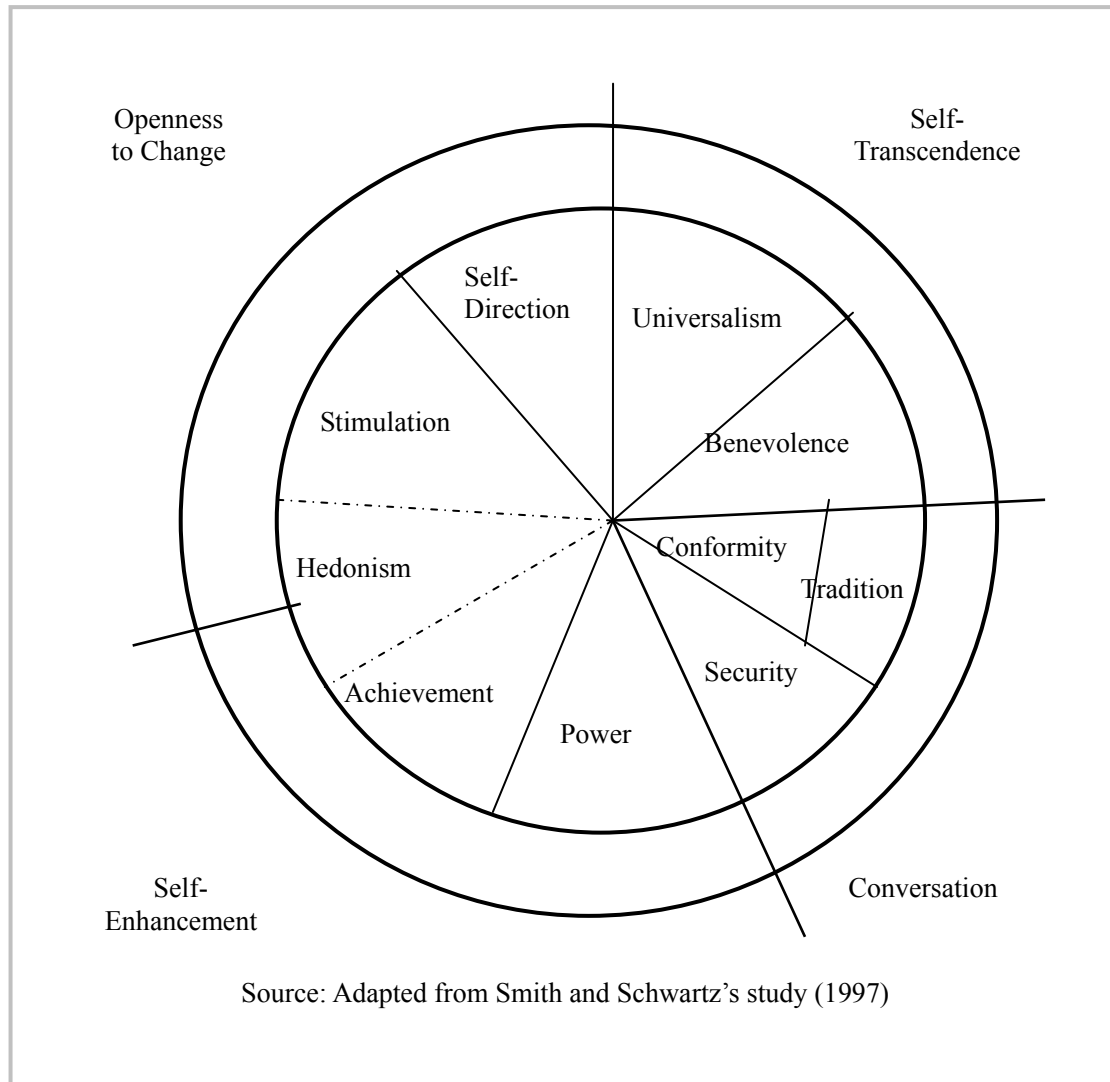 Openness
to Change
Self-
Transcendence
Self-
Direction
Universalism
Stimulation
Benevolence
Conformity
Hedonism
Tradition
Security
Achievement
Power
Self-
Enhancement
Conversation
Source: Adapted from Smith and Schwartz’s study (1997)